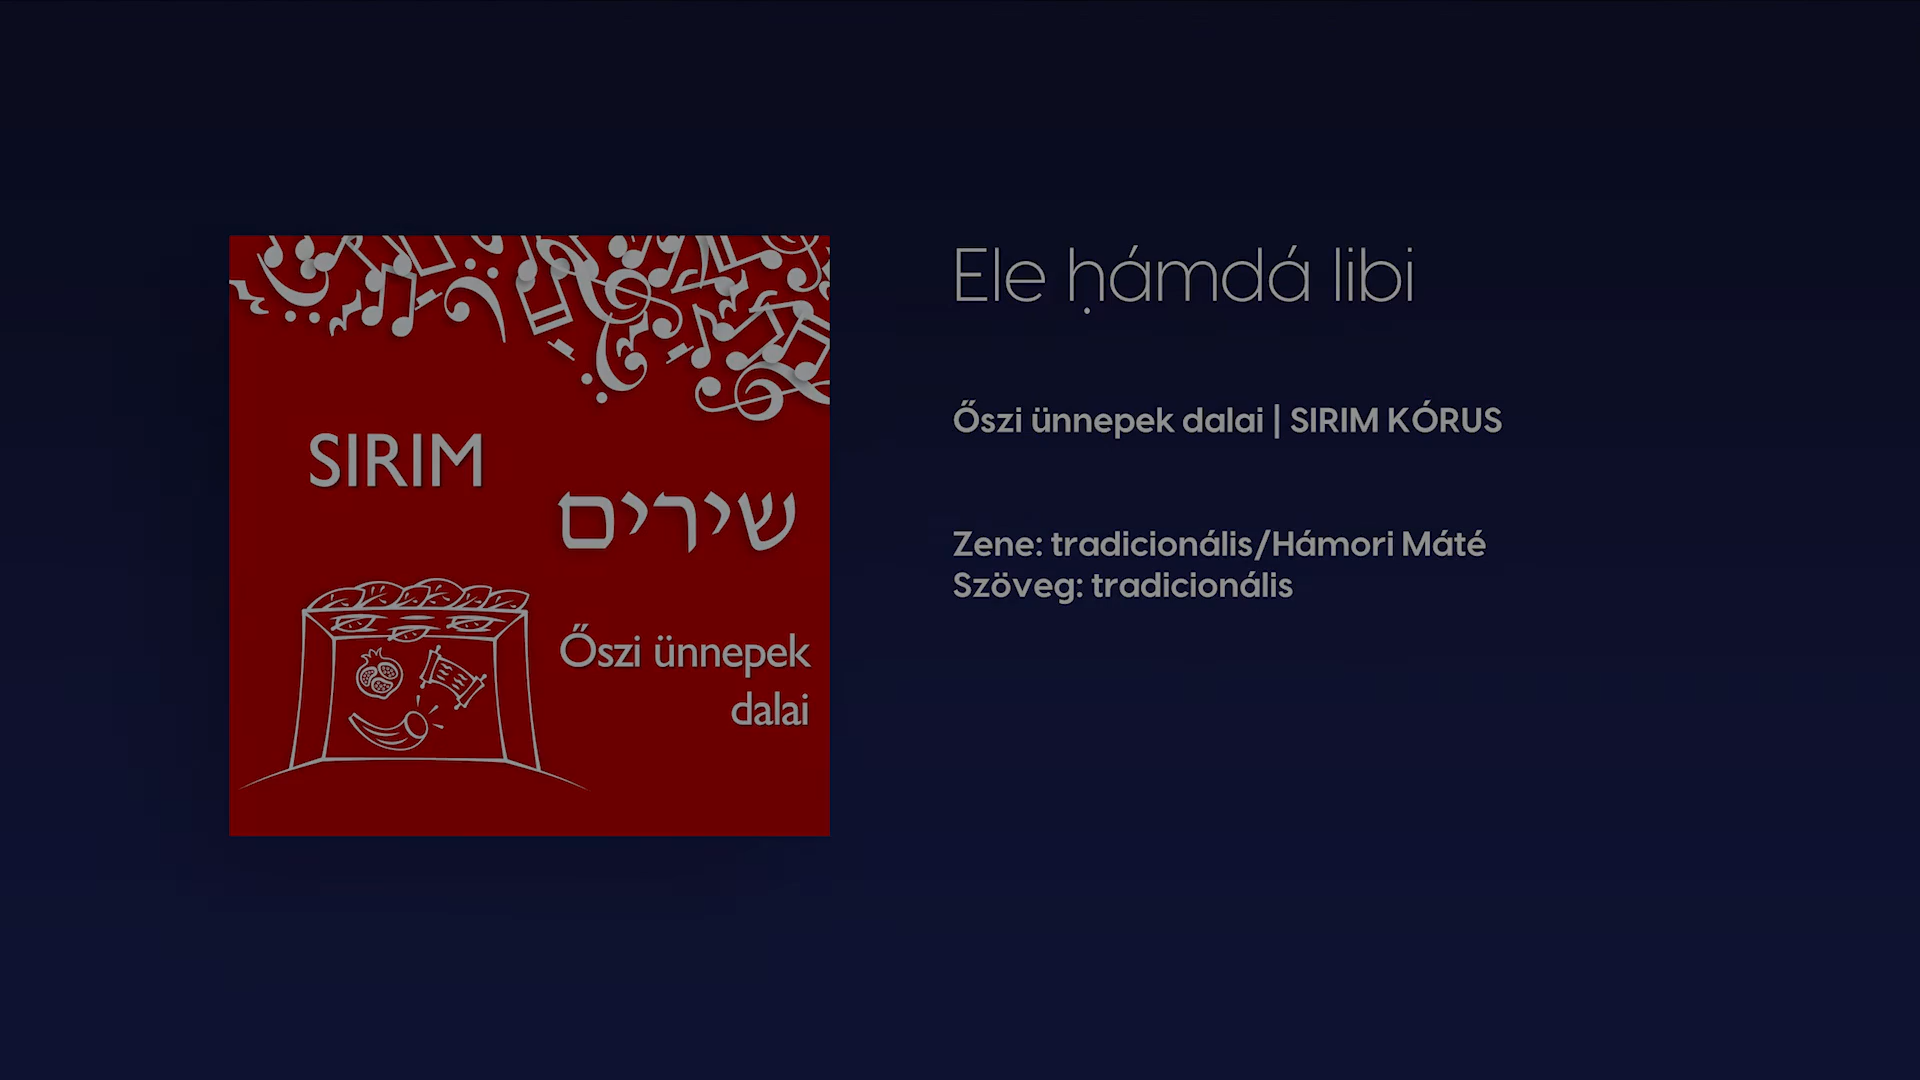 SIRIM
שירים
Őszi ünnepek
dalai
Ele ḥámdá libi
Őszi ünnepek dalai | SIRIM KÓRUS
Zene: tradicionális/Hámori Máté
Szöveg: tradicionális